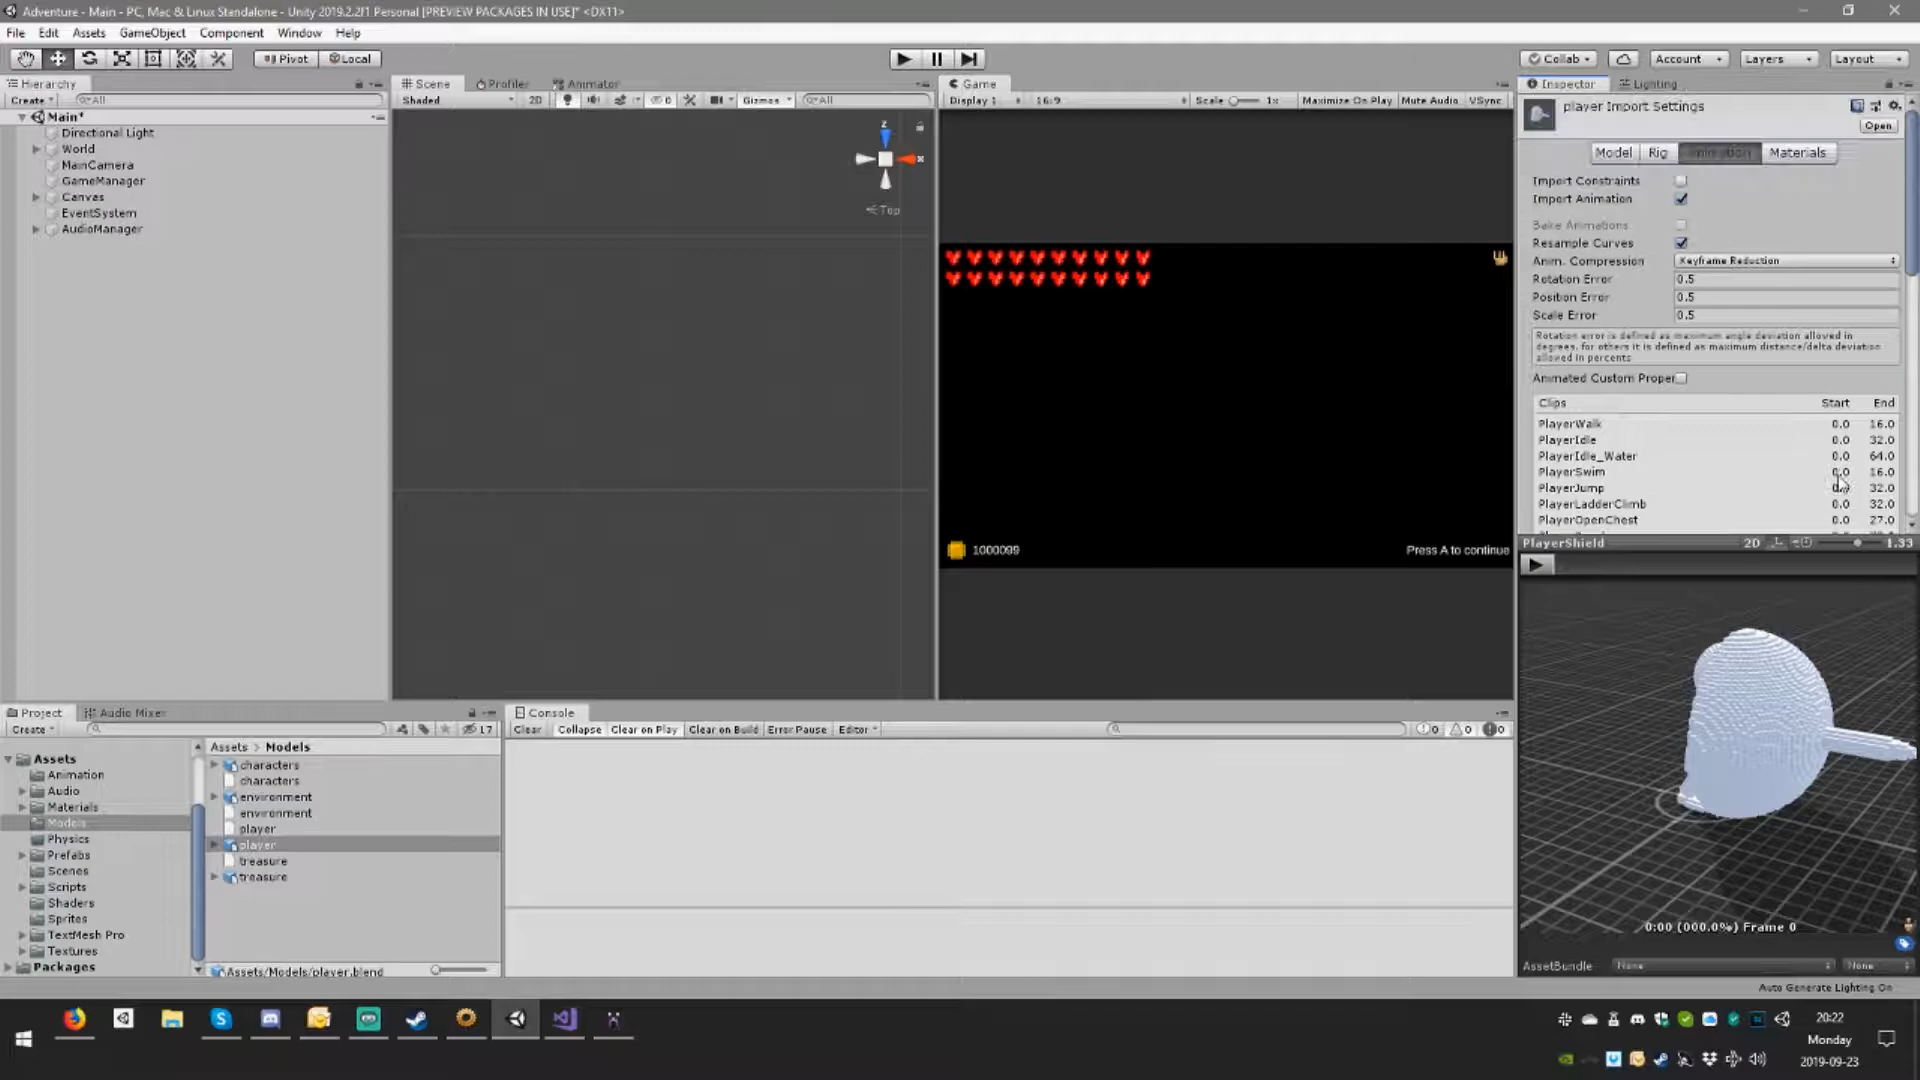 Adventure - Main - PC, Mac & Linux Standalone - Unity 2019.2.2f1 Personal [PREVIEW PACKAGES IN USE]* <DX11>
File Edit Assets GameObject Component Window Help
Pivot Local Collab Account Layers Layout
Hierarchy
Create All
Main*
Directional Light
World
MainCamera
GameManager
Canvas
EventSystem
AudioManager
Scene Profiler Animator
Shaded 2D 0 Gizmos All
Z
x
Top
Game
Display 1 16:9 Scale 1x Maximize On Play Mute Audio VSync
1000099
Press A to continue
Inspector Lighting
player Import Settings
Open
Model Rig Animation Materials
Import Constraints
Import Animation
Bake Animations
Resample Curves
Anim. Compression Keyframe Reduction
Rotation Error 0.5
Position Error 0.5
Scale Error 0.5
Rotation error is defined as maximum angle deviation allowed in
degrees, for others it is defined as maximum distance/delta deviation
allowed in percents
Animated Custom Proper
Clips Start End
PlayerWalk 0.0 16.0
PlayerIdle 0.0 32.0
PlayerIdle_Water 0.0 64.0
PlayerSwim 0.0 16.0
PlayerJump 0.0 32.0
PlayerLadderClimb 0.0 32.0
PlayerOpenChest 0.0 27.0
PlayerShield 2D 1.33
0:00 (000.0%) Frame 0
AssetBundle None None
Auto Generate Lighting On
Project Audio Mixer
Create 17
Assets
Animation
Audio
Materials
Models
Physics
Prefabs
Scenes
Scripts
Shaders
Sprites
TextMesh Pro
Textures
Packages
Assets > Models
characters
characters
environment
environment
player
player
treasure
treasure
Assets/Models/player.blend
Console
Clear Collapse Clear on Play Clear on Build Error Pause Editor 0 0 0
20:22
Monday
2019-09-23